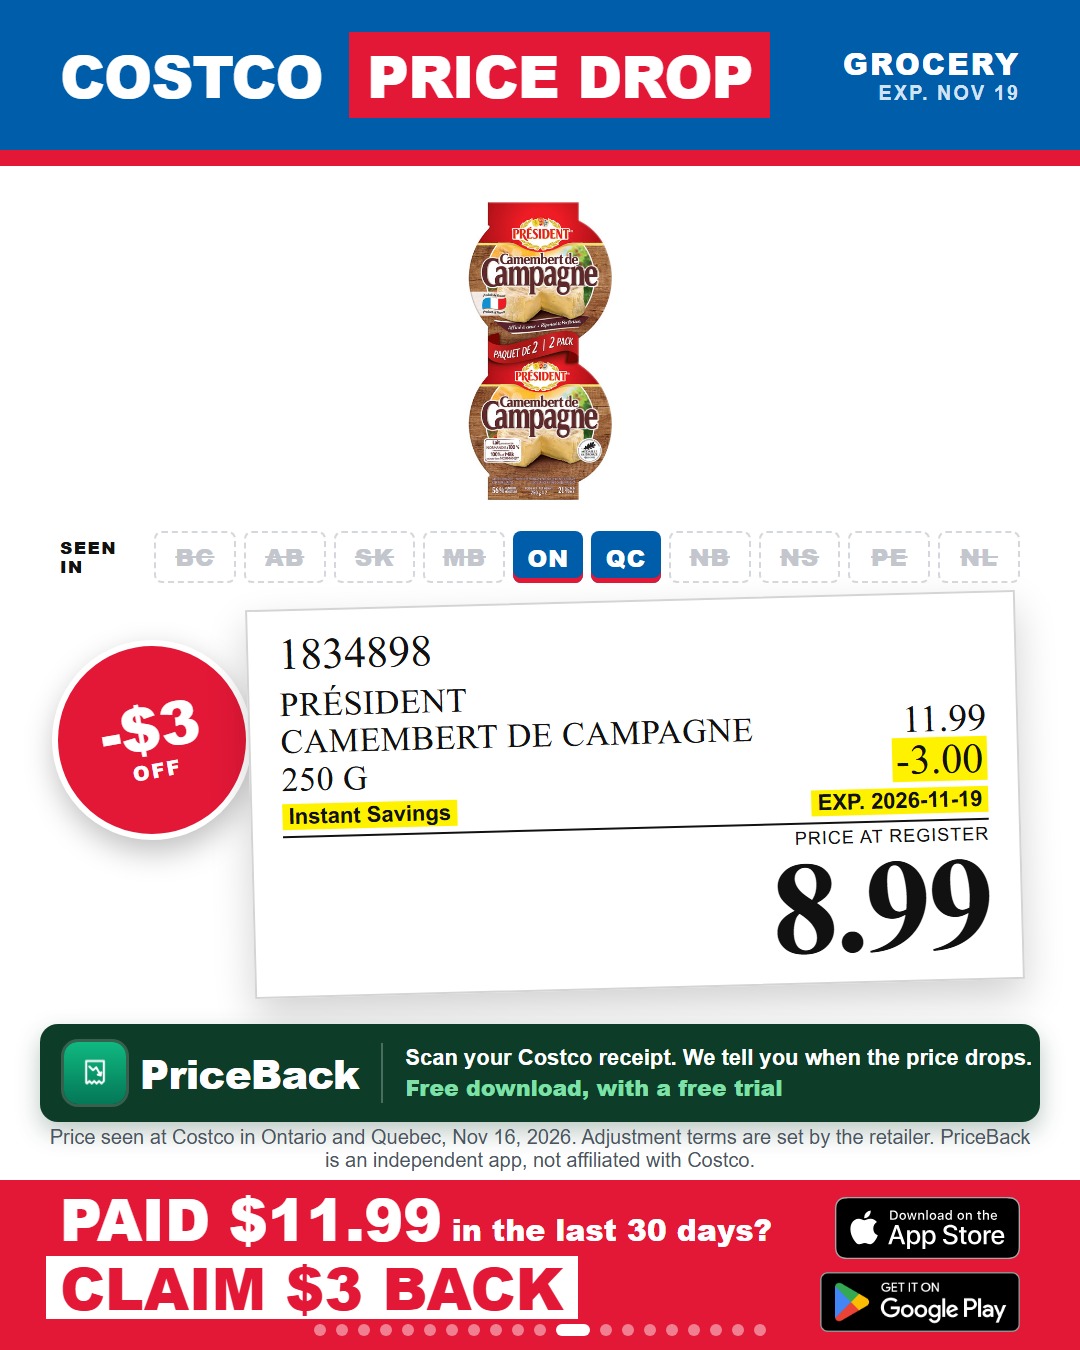 COSTCO PRICE DROP
GROCERY
EXP. NOV 19
PRÉSIDENT
Camembert de
Campagne
PAQUET DE 2 | 2 PACK
PRÉSIDENT
Camembert de
Campagne
SEEN IN
BC AB SK MB ON QC NB NS PE NL
-$3
OFF
1834898
PRÉSIDENT
CAMEMBERT DE CAMPAGNE
250 G
Instant Savings
11.99
-3.00
EXP. 2026-11-19
PRICE AT REGISTER
8.99
PriceBack
Scan your Costco receipt. We tell you when the price drops.
Free download, with a free trial
Price seen at Costco in Ontario and Quebec, Nov 16, 2026. Adjustment terms are set by the retailer. PriceBack
is an independent app, not affiliated with Costco.
PAID $11.99 in the last 30 days?
CLAIM $3 BACK
Download on the
App Store
GET IT ON
Google Play